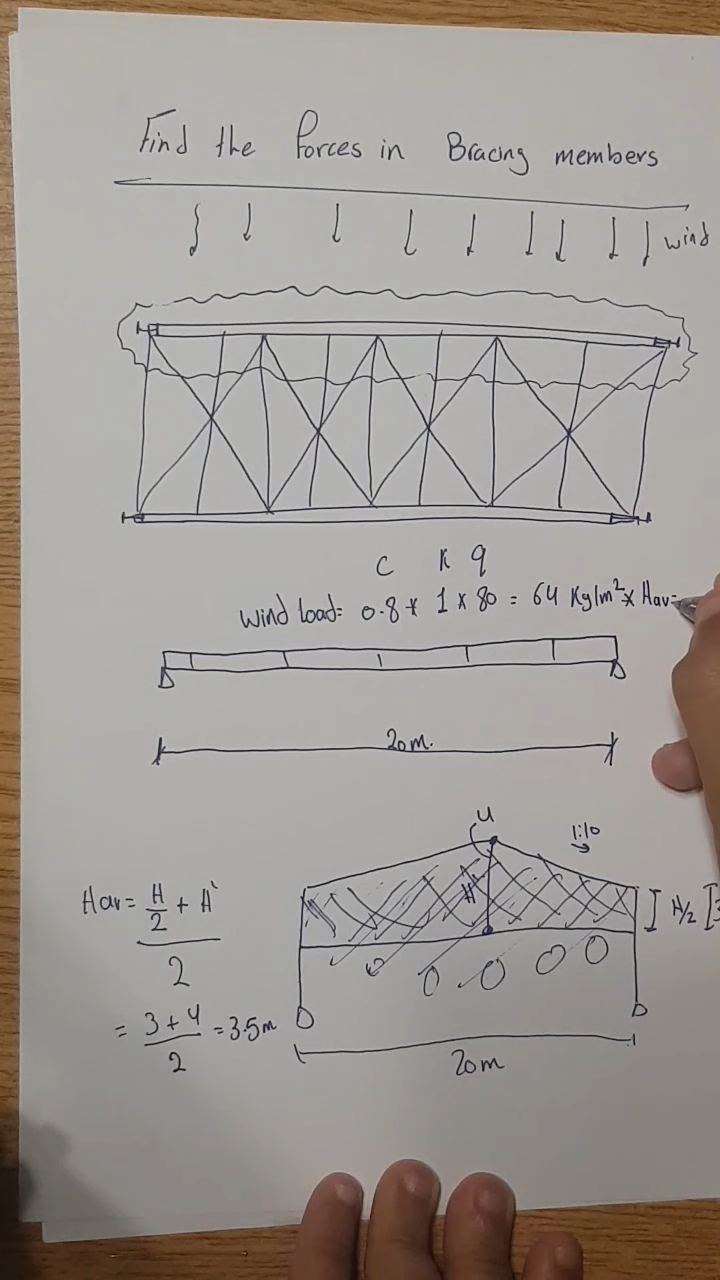 Find the forces in Bracing members
wind
C K q
wind load = 0.8 * 1 * 80 = 64 Kg/m² * Hav=
20m.
4
1:10
H'
H/2 [3
Hav = H/2 + H'
2
= 3+4/2 = 3.5m
20m